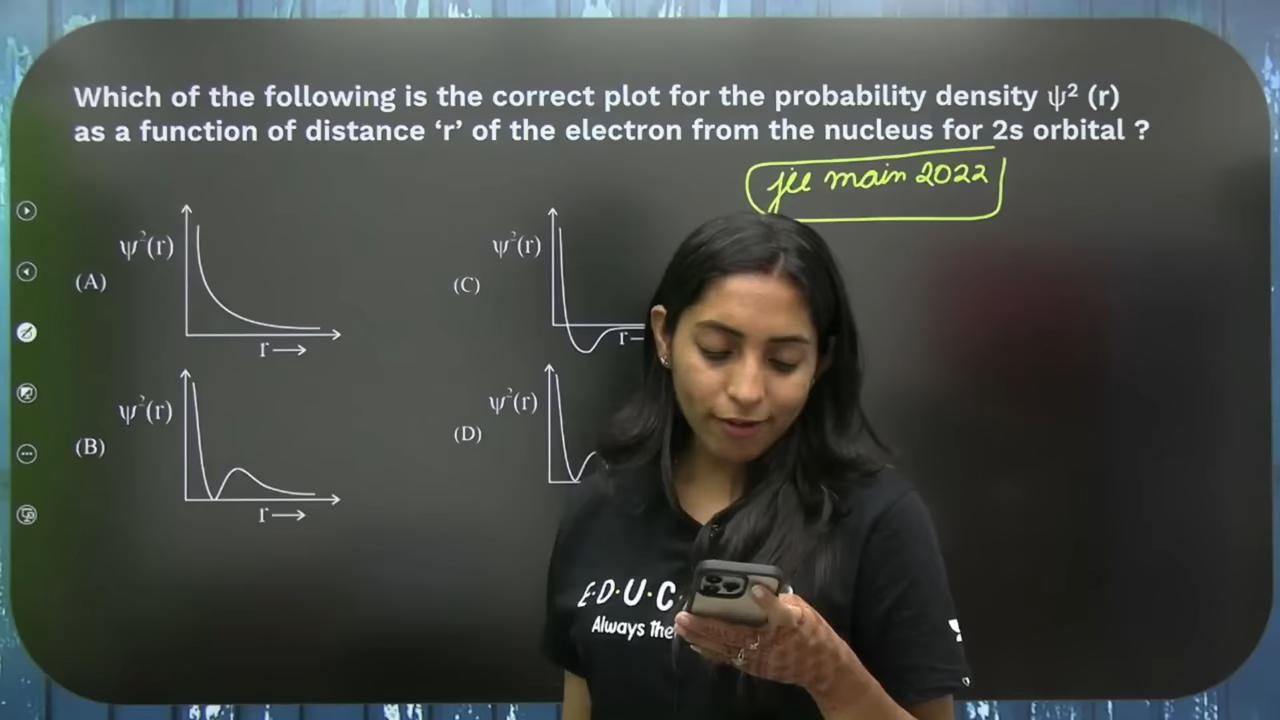 Which of the following is the correct plot for the probability density ψ² (r)
as a function of distance ‘r’ of the electron from the nucleus for 2s orbital ?
jee main 2022
(A)
ψ²(r)
r
(C)
ψ²(r)
r
(B)
ψ²(r)
r
(D)
ψ²(r)
Always